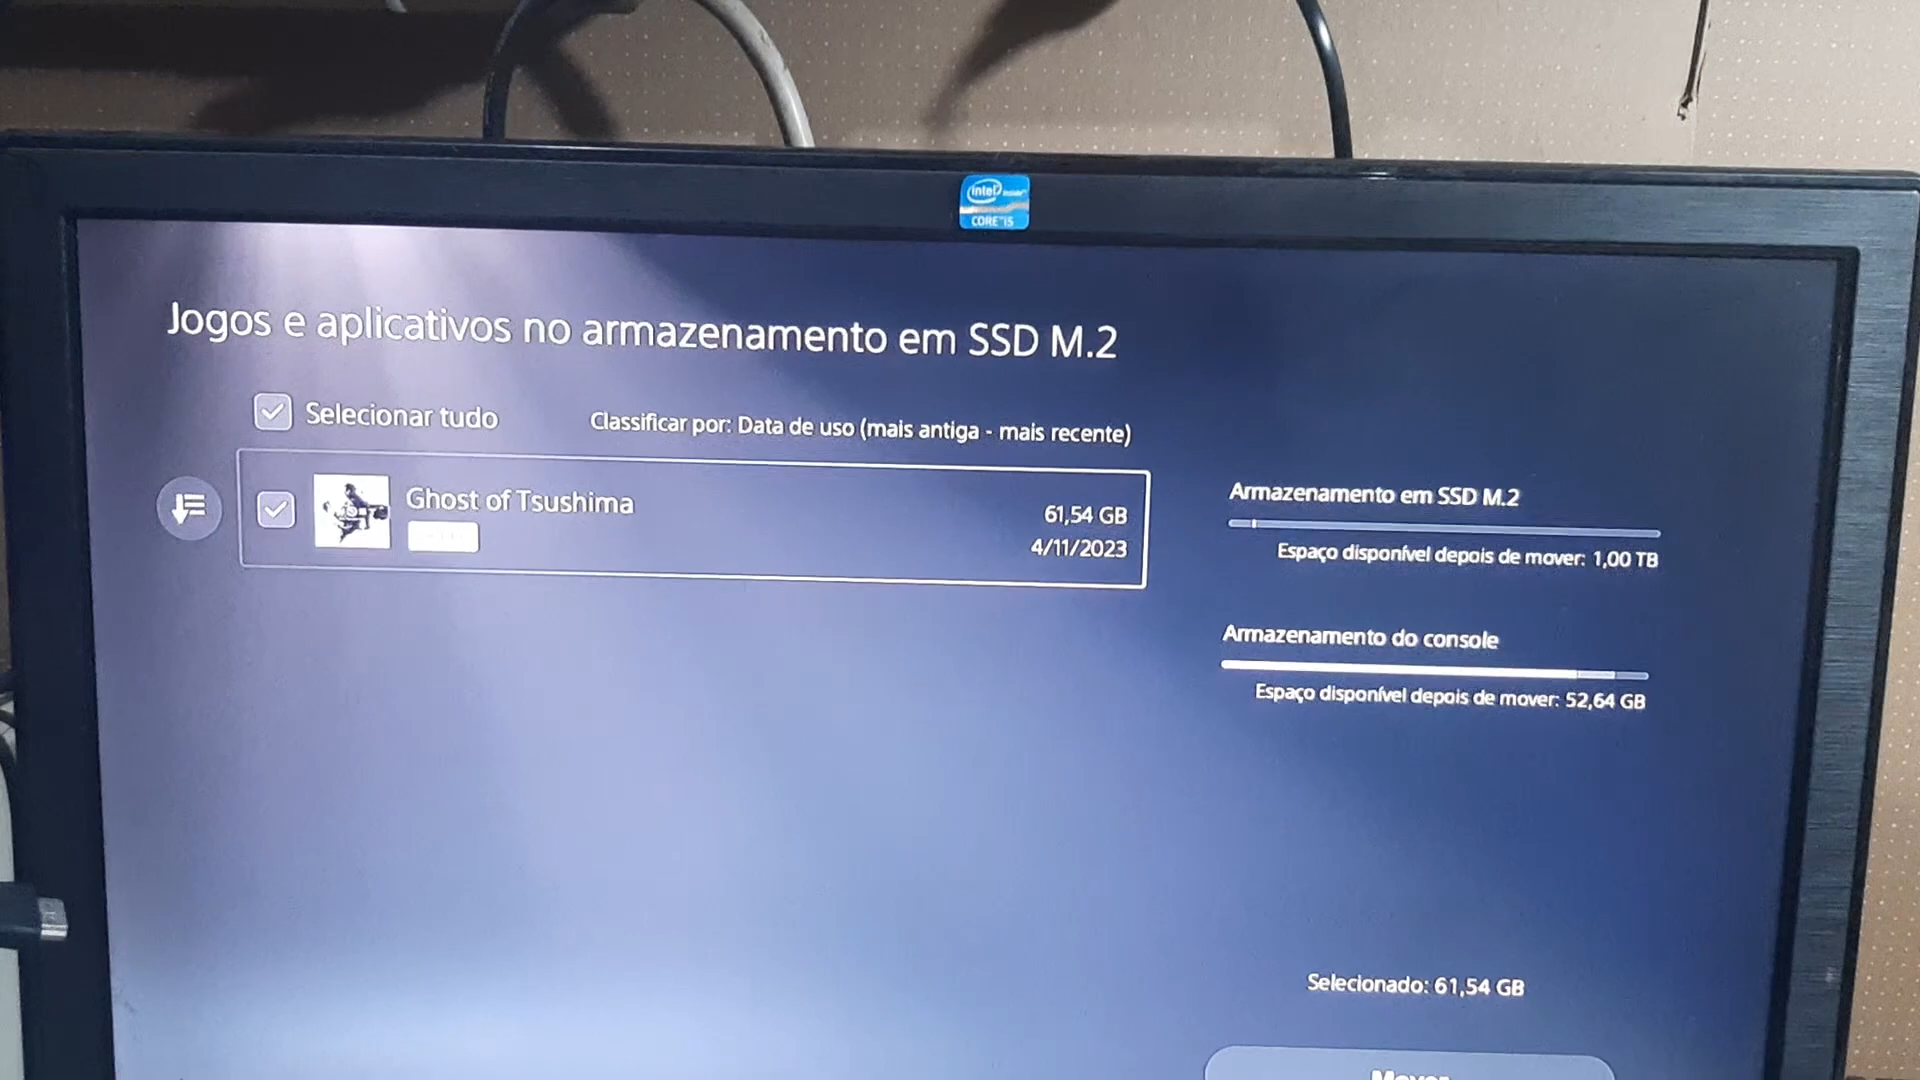 intel inside
CORE i5
Jogos e aplicativos no armazenamento em SSD M.2
Selecionar tudo
Classificar por: Data de uso (mais antiga - mais recente)
Ghost of Tsushima
61,54 GB
4/11/2023
Armazenamento em SSD M.2
Espaço disponível depois de mover: 1,00 TB
Armazenamento do console
Espaço disponível depois de mover: 52,64 GB
Selecionado: 61,54 GB
Mover